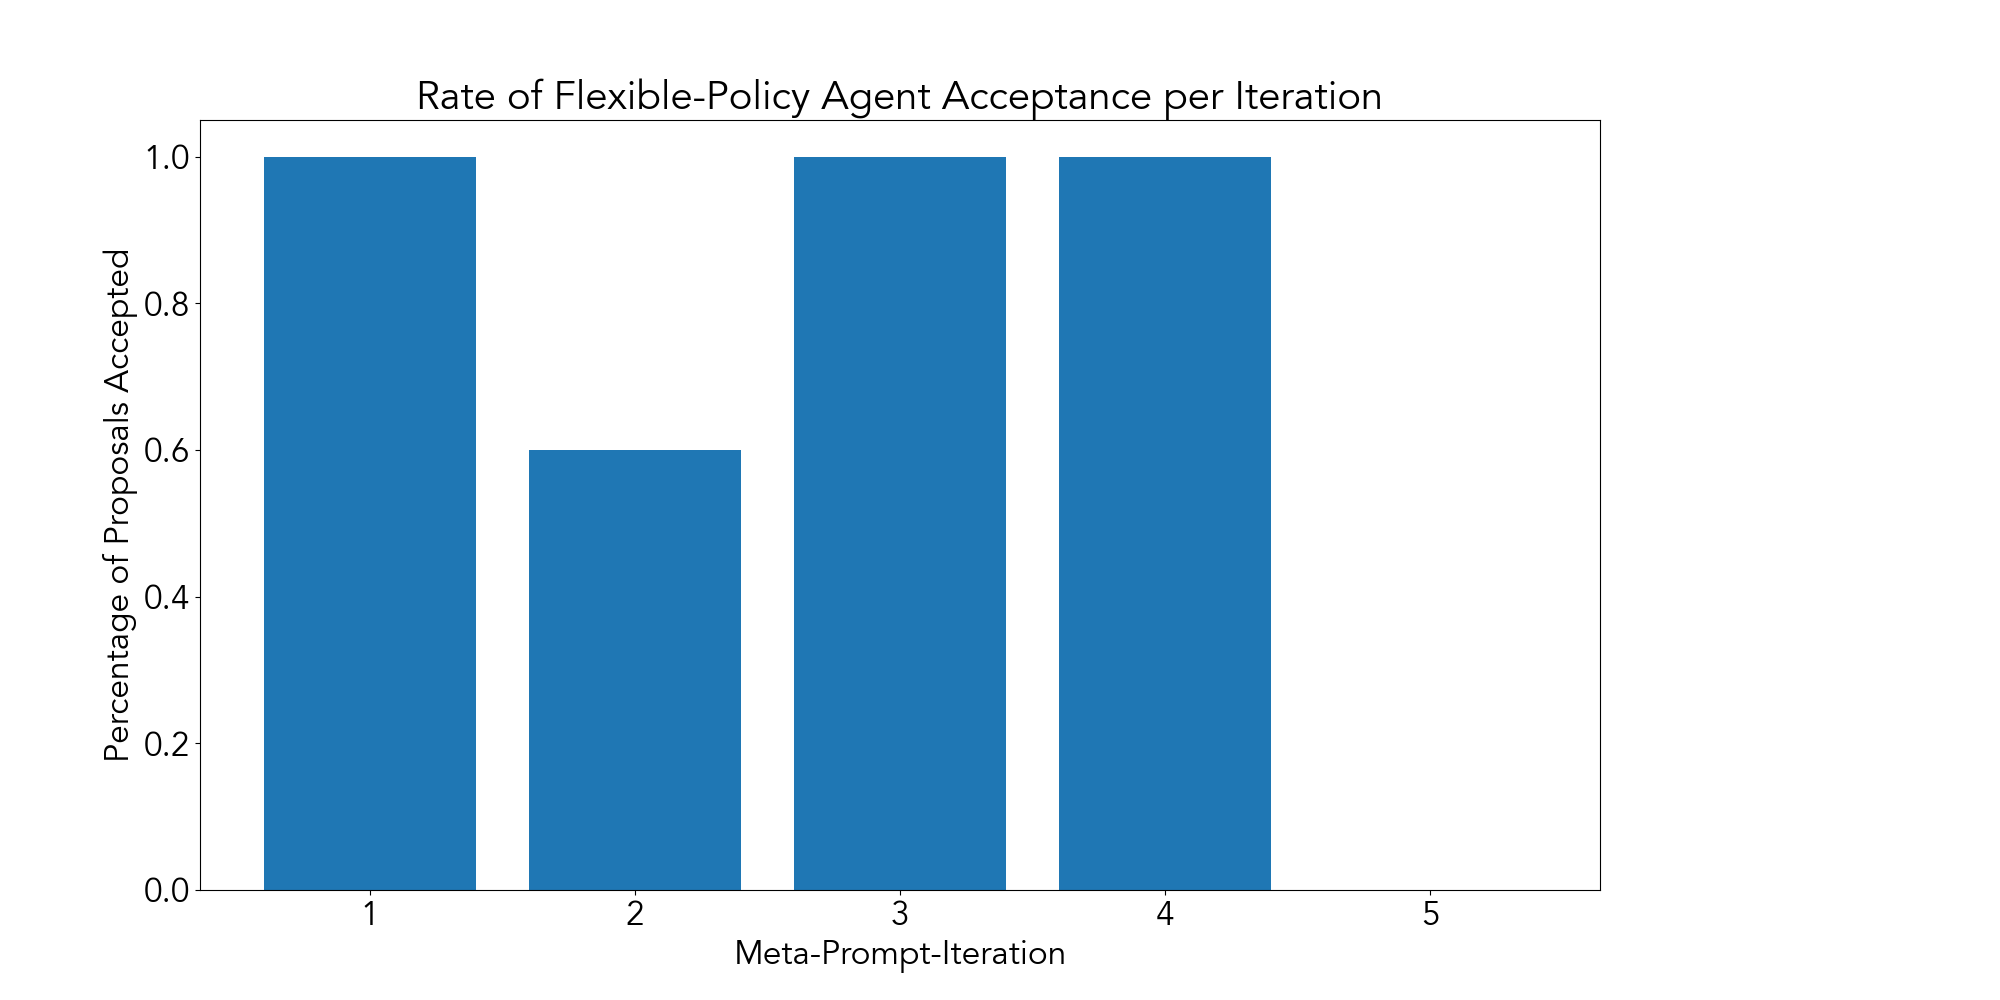 Rate of Flexible-Policy Agent Acceptance per Iteration
Percentage of Proposals Accepted
1.0
0.8
0.6
0.4
0.2
0.0
1 2 3 4 5
Meta-Prompt-Iteration